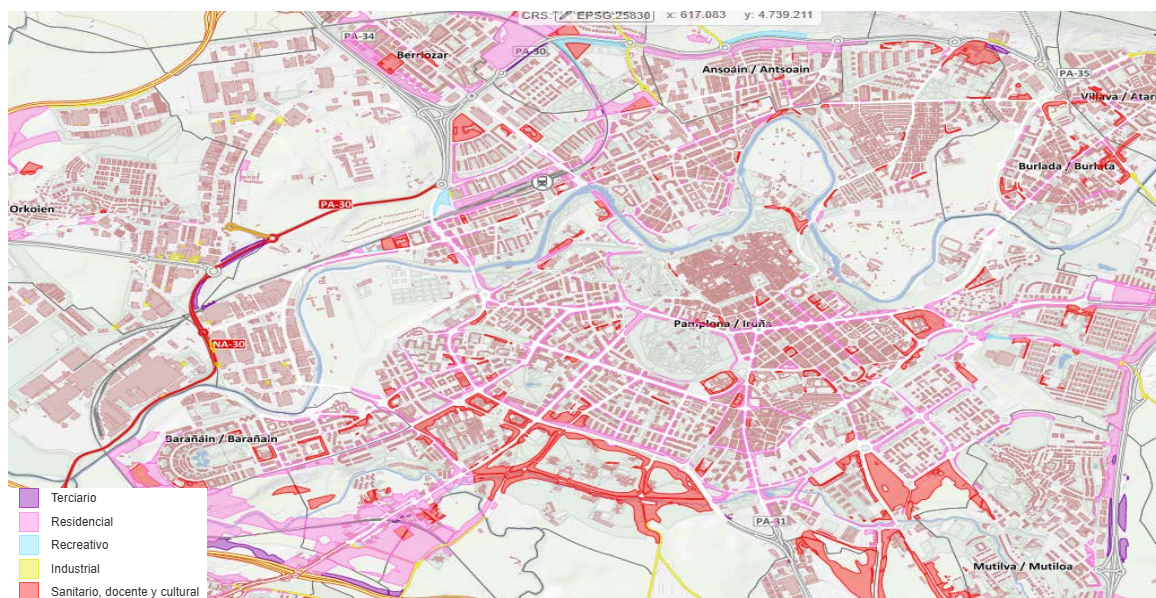 CRS: EPSG:25830 x: 617.083 y: 4.739.211
PA-34
PA-30
Berriozar
Ansoáin / Antsoain
PA-35
Villava / Atarr
Burlada / Burlata
PA-30
Orkoien
Pamplona / Iruña
NA-30
Barañáin / Barañain
PA-31
Mutilva / Mutiloa
Terciario
Residencial
Recreativo
Industrial
Sanitario, docente y cultural